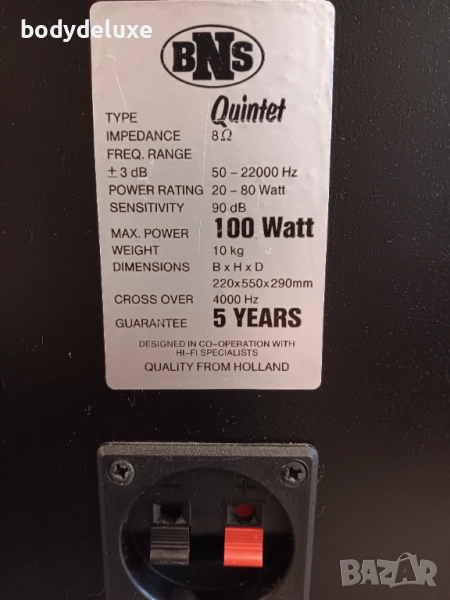 bodydeluxe
BNS
TYPE Quintet
IMPEDANCE 8Ω
FREQ. RANGE
± 3 dB 50 – 22000 Hz
POWER RATING 20 – 80 Watt
SENSITIVITY 90 dB
MAX. POWER 100 Watt
WEIGHT 10 kg
DIMENSIONS B x H x D
220x550x290mm
CROSS OVER 4000 Hz
GUARANTEE 5 YEARS
DESIGNED IN CO-OPERATION WITH
HI-FI SPECIALISTS
QUALITY FROM HOLLAND
– +
BAZAR